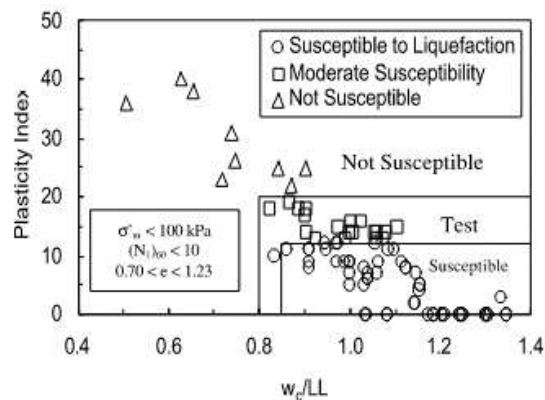 50
40
30
20
10
0
Plasticity Index
Susceptible to Liquefaction
Moderate Susceptibility
Not Susceptible
Not Susceptible
Test
Susceptible
σ'ₘ < 100 kPa
(N₁)₆₀ < 10
0.70 < e < 1.23
0.4 0.6 0.8 1.0 1.2 1.4
w_c/LL